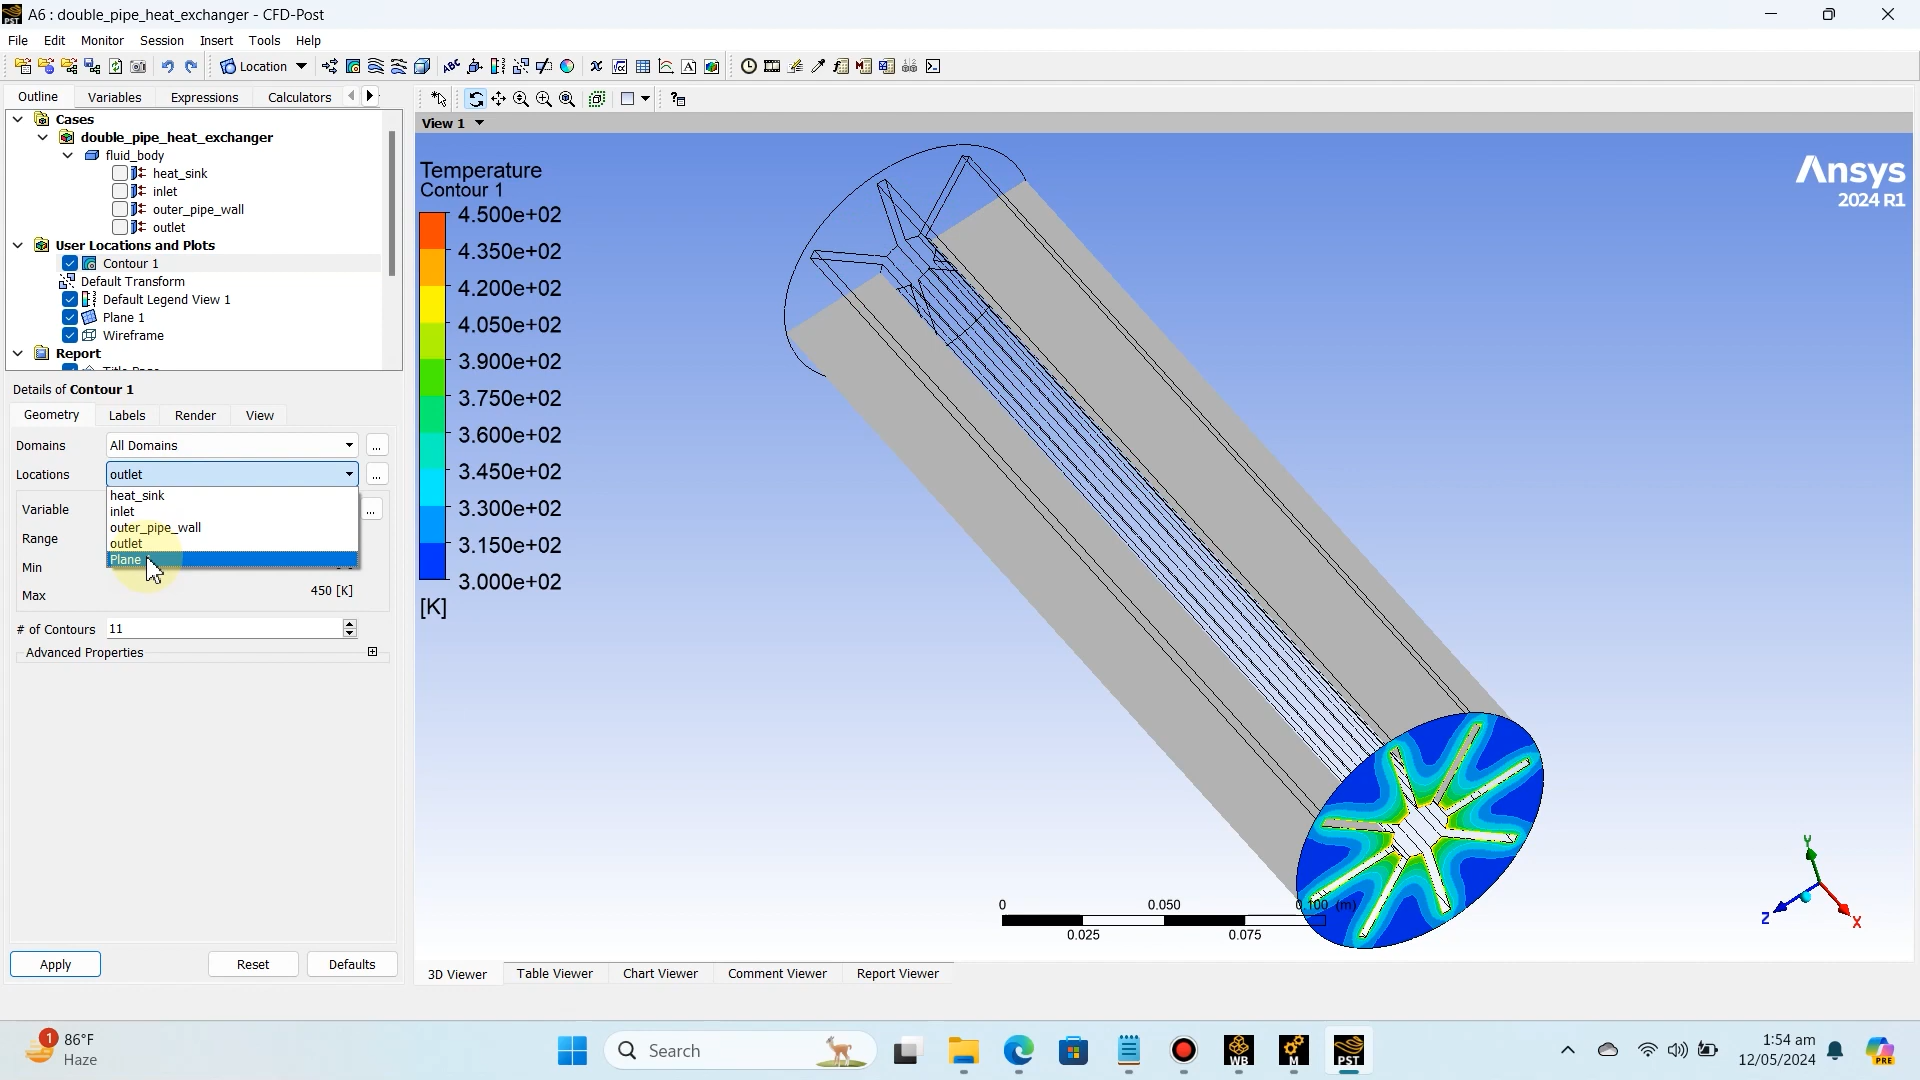 A6 : double_pipe_heat_exchanger - CFD-Post
File Edit Monitor Session Insert Tools Help
Location
Outline Variables Expressions Calculators
View 1
Cases
double_pipe_heat_exchanger
fluid_body
heat_sink
inlet
outer_pipe_wall
outlet
User Locations and Plots
Contour 1
Default Transform
Default Legend View 1
Plane 1
Wireframe
Report
Details of Contour 1
Geometry Labels Render View
Domains All Domains
Locations outlet
heat_sink
inlet
outer_pipe_wall
outlet
Plane
Variable
Range
Min
Max 450 [K]
# of Contours 11
Advanced Properties
Apply Reset Defaults
Temperature
Contour 1
4.500e+02
4.350e+02
4.200e+02
4.050e+02
3.900e+02
3.750e+02
3.600e+02
3.450e+02
3.300e+02
3.150e+02
3.000e+02
[K]
Ansys
2024 R1
0 0.050 0.100 (m)
0.025 0.075
Y
Z
X
3D Viewer Table Viewer Chart Viewer Comment Viewer Report Viewer
1
86°F
Haze
Search
WB
M
PST
1:54 am
12/05/2024
PRE